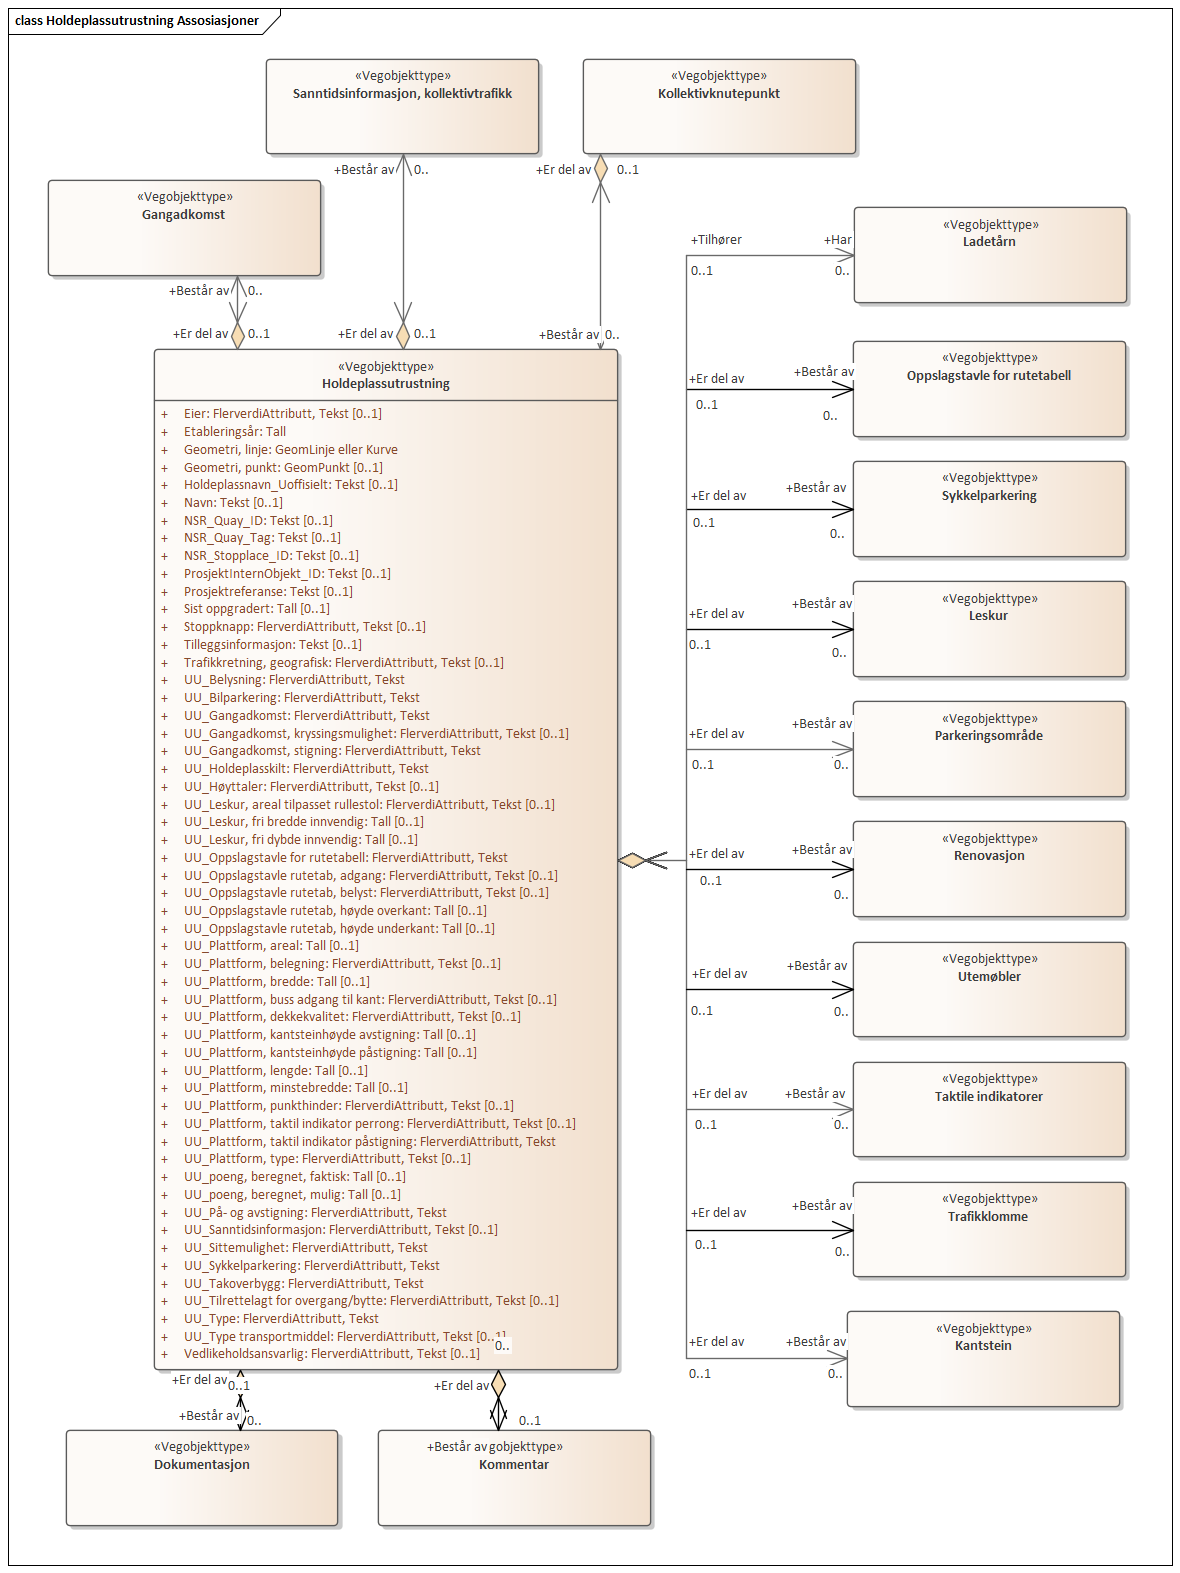 class Holdeplassutrustning Assosiasjoner
«Vegobjekttype»
Sanntidsinformasjon, kollektivtrafikk
«Vegobjekttype»
Kollektivknutepunkt
+Består av
0..
+Er del av
0..1
«Vegobjekttype»
Gangadkomst
+Består av
0..
+Er del av
0..1
+Er del av
0..1
+Består av
0..
«Vegobjekttype»
Holdeplassutrustning
+ Eier: FlerverdiAttributt, Tekst [0..1]
+ Etableringsår: Tall
+ Geometri, linje: GeomLinje eller Kurve
+ Geometri, punkt: GeomPunkt [0..1]
+ Holdeplassnavn_Uoffisielt: Tekst [0..1]
+ Navn: Tekst [0..1]
+ NSR_Quay_ID: Tekst [0..1]
+ NSR_Quay_Tag: Tekst [0..1]
+ NSR_Stopplace_ID: Tekst [0..1]
+ ProsjektInternObjekt_ID: Tekst [0..1]
+ Prosjektreferanse: Tekst [0..1]
+ Sist oppgradert: Tall [0..1]
+ Stoppknapp: FlerverdiAttributt, Tekst [0..1]
+ Tilleggsinformasjon: Tekst [0..1]
+ Trafikkretning, geografisk: FlerverdiAttributt, Tekst [0..1]
+ UU_Belysning: FlerverdiAttributt, Tekst
+ UU_Bilparkering: FlerverdiAttributt, Tekst
+ UU_Gangadkomst: FlerverdiAttributt, Tekst
+ UU_Gangadkomst, kryssingsmulighet: FlerverdiAttributt, Tekst [0..1]
+ UU_Gangadkomst, stigning: FlerverdiAttributt, Tekst
+ UU_Holdeplasskilt: FlerverdiAttributt, Tekst
+ UU_Høyttaler: FlerverdiAttributt, Tekst [0..1]
+ UU_Leskur, areal tilpasset rullestol: FlerverdiAttributt, Tekst [0..1]
+ UU_Leskur, fri bredde innvendig: Tall [0..1]
+ UU_Leskur, fri dybde innvendig: Tall [0..1]
+ UU_Oppslagstavle for rutetabell: FlerverdiAttributt, Tekst
+ UU_Oppslagstavle rutetab, adgang: FlerverdiAttributt, Tekst [0..1]
+ UU_Oppslagstavle rutetab, belyst: FlerverdiAttributt, Tekst [0..1]
+ UU_Oppslagstavle rutetab, høyde overkant: Tall [0..1]
+ UU_Oppslagstavle rutetab, høyde underkant: Tall [0..1]
+ UU_Plattform, areal: Tall [0..1]
+ UU_Plattform, belegning: FlerverdiAttributt, Tekst [0..1]
+ UU_Plattform, bredde: Tall [0..1]
+ UU_Plattform, buss adgang til kant: FlerverdiAttributt, Tekst [0..1]
+ UU_Plattform, dekkekvalitet: FlerverdiAttributt, Tekst [0..1]
+ UU_Plattform, kantsteinhøyde avstigning: Tall [0..1]
+ UU_Plattform, kantsteinhøyde påstigning: Tall [0..1]
+ UU_Plattform, lengde: Tall [0..1]
+ UU_Plattform, minstebredde: Tall [0..1]
+ UU_Plattform, punkthinder: FlerverdiAttributt, Tekst [0..1]
+ UU_Plattform, taktil indikator perrong: FlerverdiAttributt, Tekst [0..1]
+ UU_Plattform, taktil indikator påstigning: FlerverdiAttributt, Tekst
+ UU_Plattform, type: FlerverdiAttributt, Tekst [0..1]
+ UU_poeng, beregnet, faktisk: Tall [0..1]
+ UU_poeng, beregnet, mulig: Tall [0..1]
+ UU_På- og avstigning: FlerverdiAttributt, Tekst
+ UU_Sanntidsinformasjon: FlerverdiAttributt, Tekst [0..1]
+ UU_Sittemulighet: FlerverdiAttributt, Tekst
+ UU_Sykkelparkering: FlerverdiAttributt, Tekst
+ UU_Takoverbygg: FlerverdiAttributt, Tekst
+ UU_Tilrettelagt for overgang/bytte: FlerverdiAttributt, Tekst [0..1]
+ UU_Type: FlerverdiAttributt, Tekst
+ UU_Type transportmiddel: FlerverdiAttributt, Tekst [0..1]
+ Vedlikeholdsansvarlig: FlerverdiAttributt, Tekst [0..1]
0..
+Tilhører
+Har
0..1
0..
«Vegobjekttype»
Ladetårn
+Er del av
+Består av
0..1
0..
«Vegobjekttype»
Oppslagstavle for rutetabell
+Er del av
+Består av
0..1
0..
«Vegobjekttype»
Sykkelparkering
+Er del av
+Består av
0..1
0..
«Vegobjekttype»
Leskur
+Er del av
+Består av
0..1
0..
«Vegobjekttype»
Parkeringsområde
+Er del av
+Består av
0..1
0..
«Vegobjekttype»
Renovasjon
+Er del av
+Består av
0..1
0..
«Vegobjekttype»
Utemøbler
+Er del av
+Består av
0..1
0..
«Vegobjekttype»
Taktile indikatorer
+Er del av
+Består av
0..1
0..
«Vegobjekttype»
Trafikklomme
+Er del av
+Består av
0..1
0..
«Vegobjekttype»
Kantstein
+Er del av
0..1
+Består av
0..
«Vegobjekttype»
Dokumentasjon
+Er del av
0..1
+Består av gobjekttype»
Kommentar